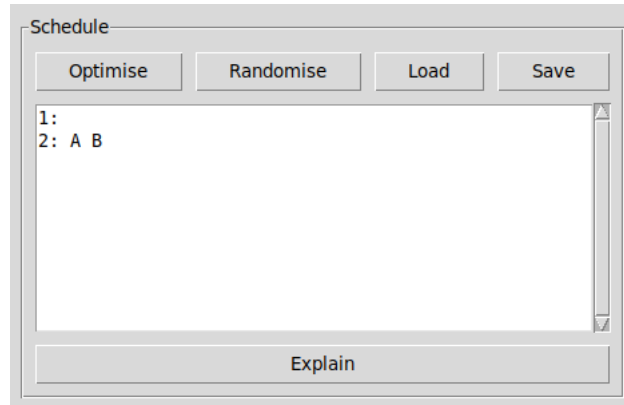 Schedule
Optimise Randomise Load Save
1:
2: A B
Explain